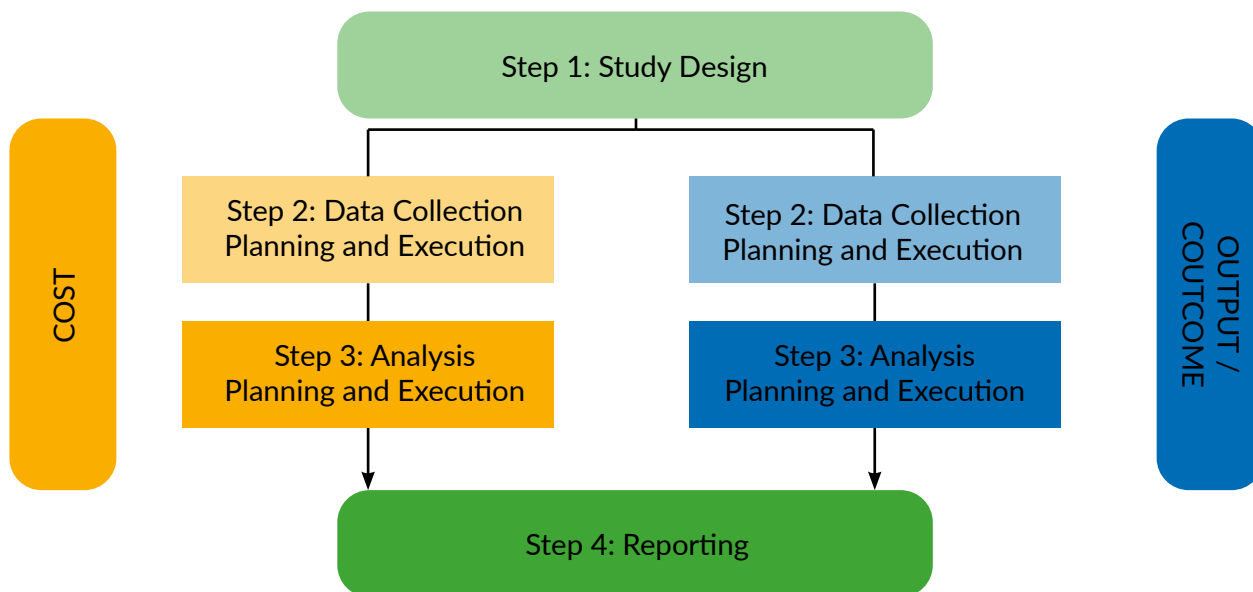 Step 1: Study Design
COST
Step 2: Data Collection
Planning and Execution
Step 2: Data Collection
Planning and Execution
OUTPUT /
COUTCOME
Step 3: Analysis
Planning and Execution
Step 3: Analysis
Planning and Execution
Step 4: Reporting